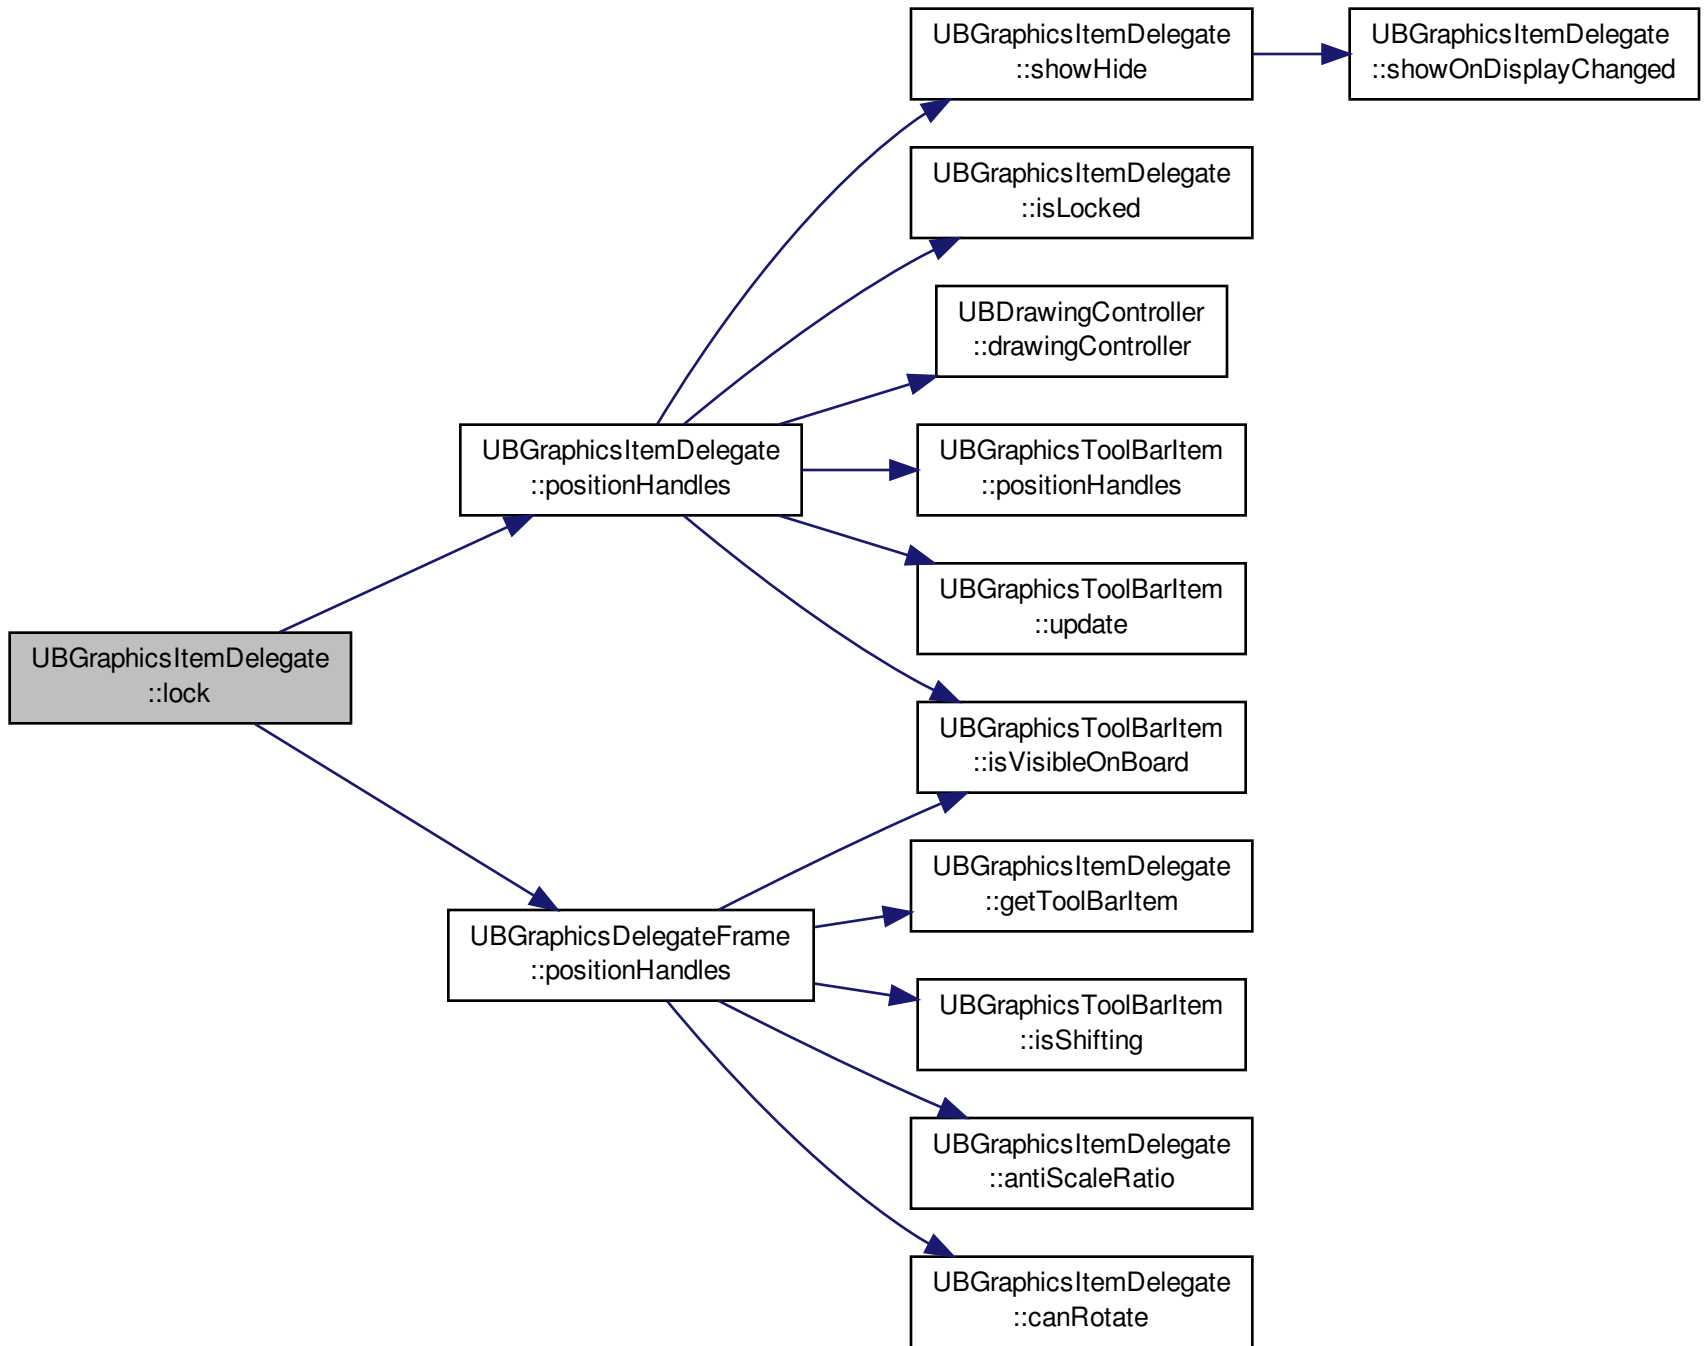 UBGraphicsItemDelegate
::showHide
UBGraphicsItemDelegate
::showOnDisplayChanged
UBGraphicsItemDelegate
::isLocked
UBDrawingController
::drawingController
UBGraphicsItemDelegate
::positionHandles
UBGraphicsToolBarItem
::positionHandles
UBGraphicsToolBarItem
::update
UBGraphicsItemDelegate
::lock
UBGraphicsToolBarItem
::isVisibleOnBoard
UBGraphicsItemDelegate
::getToolBarItem
UBGraphicsDelegateFrame
::positionHandles
UBGraphicsToolBarItem
::isShifting
UBGraphicsItemDelegate
::antiScaleRatio
UBGraphicsItemDelegate
::canRotate